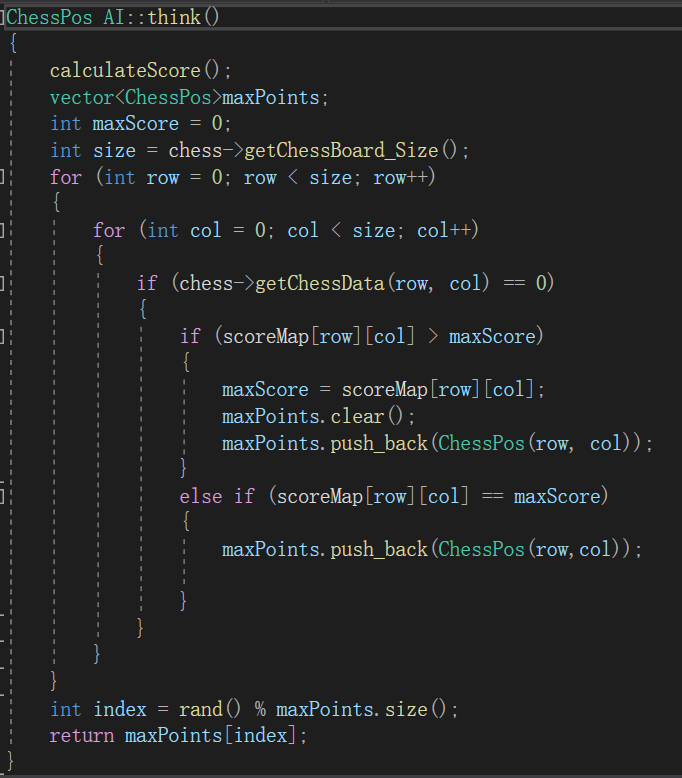 ChessPos AI::think()
{
    calculateScore();
    vector<ChessPos>maxPoints;
    int maxScore = 0;
    int size = chess->getChessBoard_Size();
    for (int row = 0; row < size; row++)
    {
        for (int col = 0; col < size; col++)
        {
            if (chess->getChessData(row, col) == 0)
            {
                if (scoreMap[row][col] > maxScore)
                {
                    maxScore = scoreMap[row][col];
                    maxPoints.clear();
                    maxPoints.push_back(ChessPos(row, col));
                }
                else if (scoreMap[row][col] == maxScore)
                {
                    maxPoints.push_back(ChessPos(row,col));
                }
            }
        }
    }
    int index = rand() % maxPoints.size();
    return maxPoints[index];
}